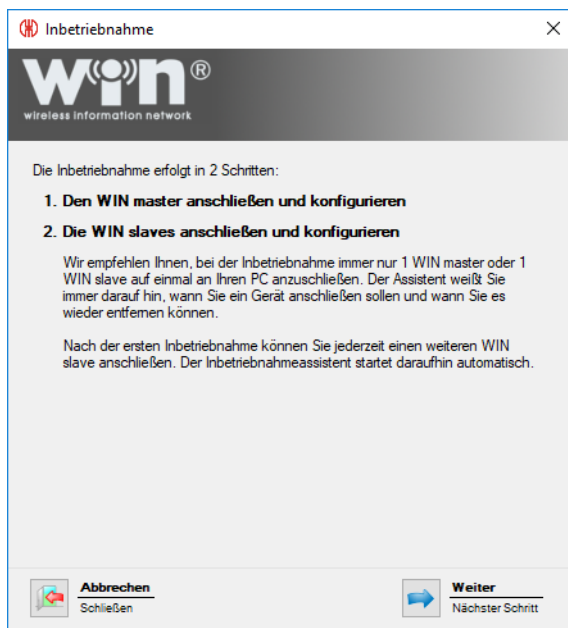 Inbetriebnahme
win®
wireless information network
Die Inbetriebnahme erfolgt in 2 Schritten:
1. Den WIN master anschließen und konfigurieren
2. Die WIN slaves anschließen und konfigurieren
Wir empfehlen Ihnen, bei der Inbetriebnahme immer nur 1 WIN master oder 1
WIN slave auf einmal an Ihren PC anzuschließen. Der Assistent weißt Sie
immer darauf hin, wann Sie ein Gerät anschließen sollen und wann Sie es
wieder entfernen können.
Nach der ersten Inbetriebnahme können Sie jederzeit einen weiteren WIN
slave anschließen. Der Inbetriebnahmeassistent startet daraufhin automatisch.
Abbrechen
Schließen
Weiter
Nächster Schritt